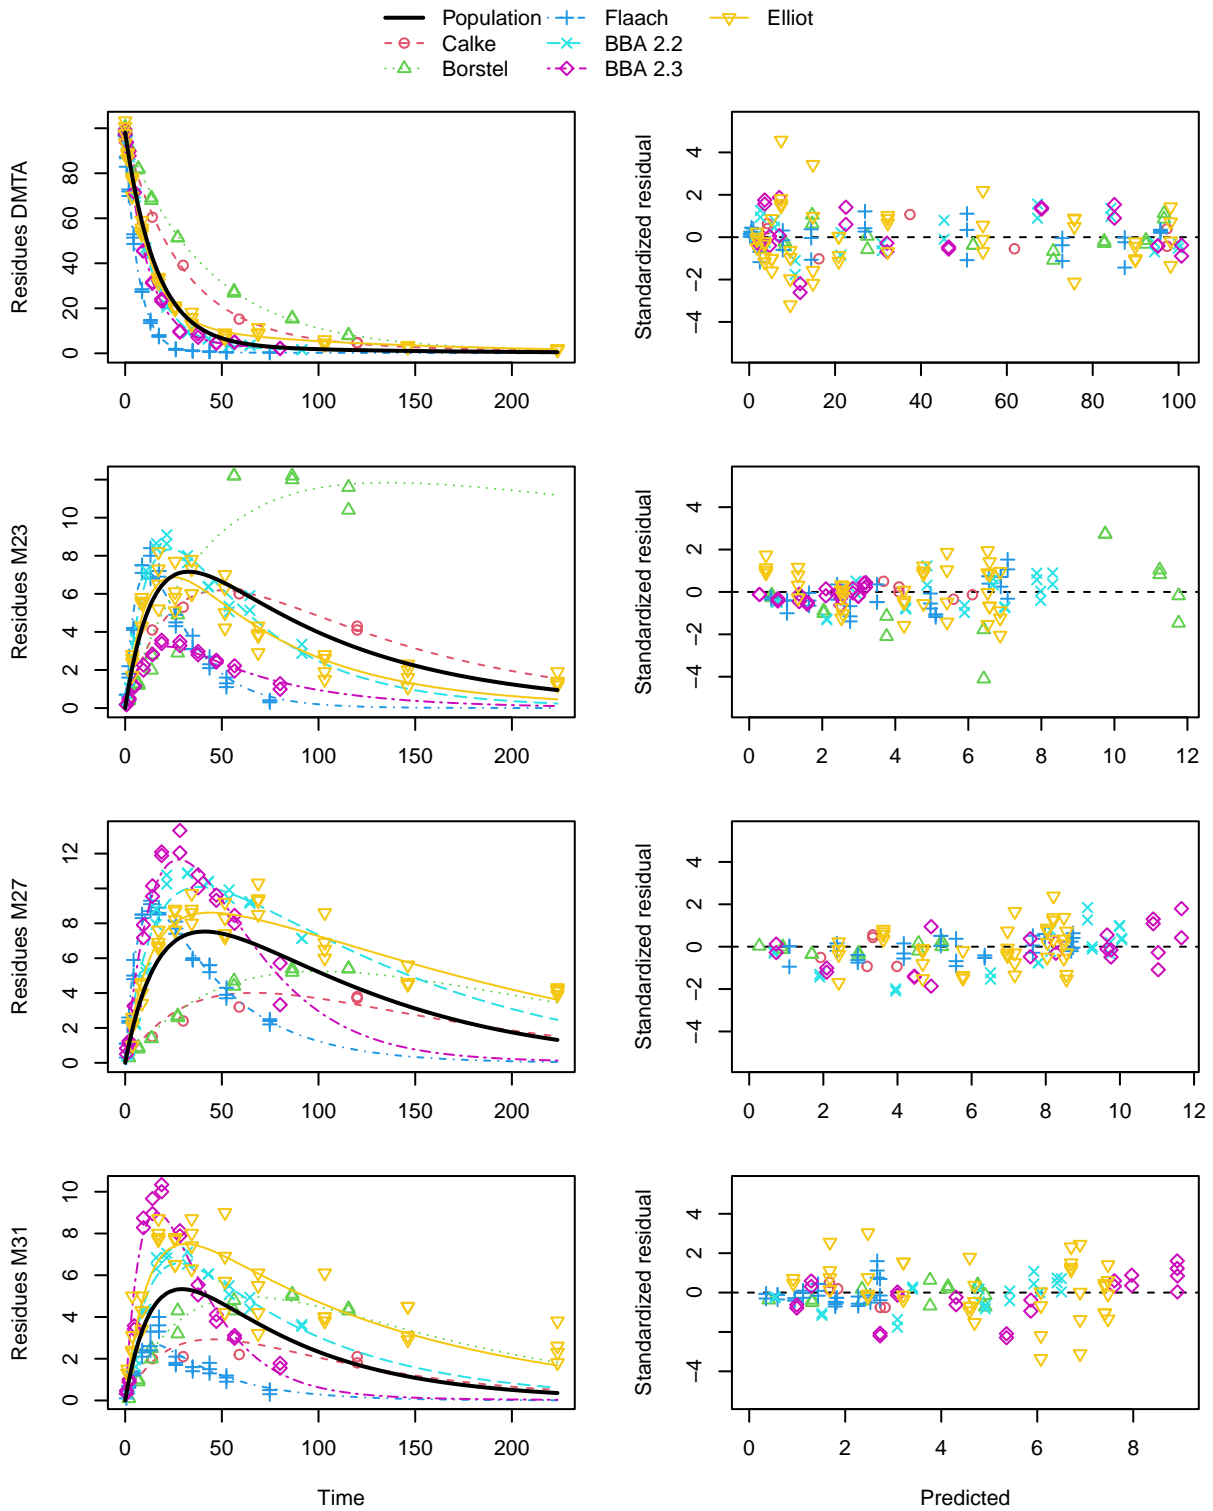 Population Flaach Elliot
Calke BBA 2.2
Borstel BBA 2.3
Residues DMTA
0 20 40 60 80
0 50 100 150 200
Standardized residual
−4 −2 0 2 4
0 20 40 60 80 100
Residues M23
0 2 4 6 8 10
0 50 100 150 200
Standardized residual
−4 −2 0 2 4
0 2 4 6 8 10 12
Residues M27
0 2 4 6 8 10 12
0 50 100 150 200
Standardized residual
−4 −2 0 2 4
0 2 4 6 8 10 12
Residues M31
0 2 4 6 8 10
0 50 100 150 200
Standardized residual
−4 −2 0 2 4
0 2 4 6 8
Time
Predicted